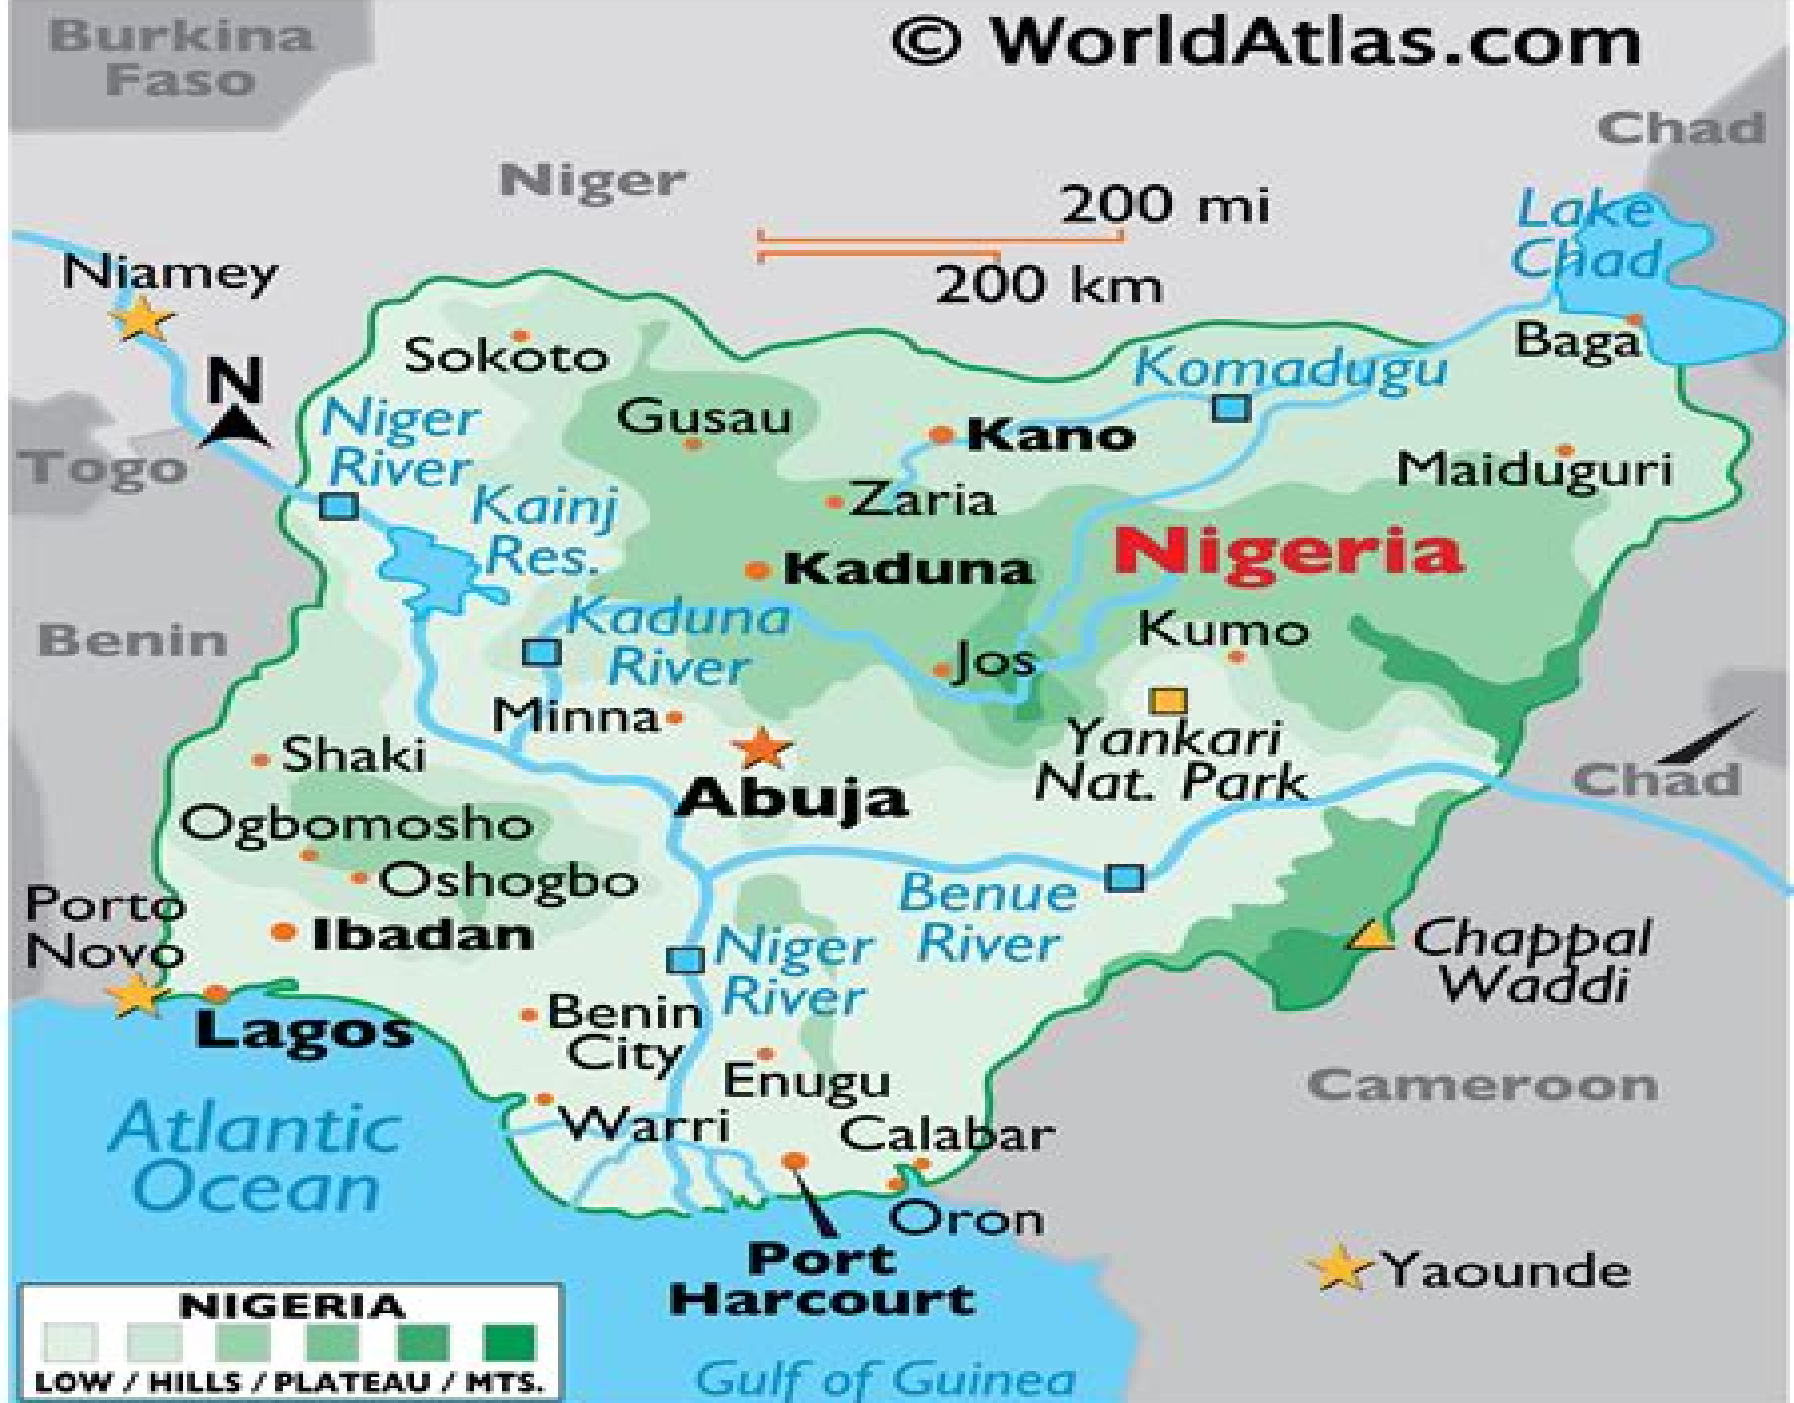 Burkina
Faso
© WorldAtlas.com
Chad
Niger
200 mi
200 km
Lake
Chad
Niamey
N
Sokoto
Baga
Komadugu
Niger
River
Gusau
Kano
Togo
Maiduguri
Kainj
Res.
Zaria
Nigeria
Kaduna
Kaduna
River
Benin
Kumo
Jos
Minna
Yankari
Nat. Park
Shaki
Abuja
Chad
Ogbomosho
Oshogbo
Benue
River
Porto
Novo
Ibadan
Niger
River
Chappal
Waddi
Lagos
Benin
City
Enugu
Cameroon
Atlantic
Ocean
Warri
Calabar
Oron
Port
Harcourt
Yaounde
NIGERIA
LOW / HILLS / PLATEAU / MTS.
Gulf of Guinea